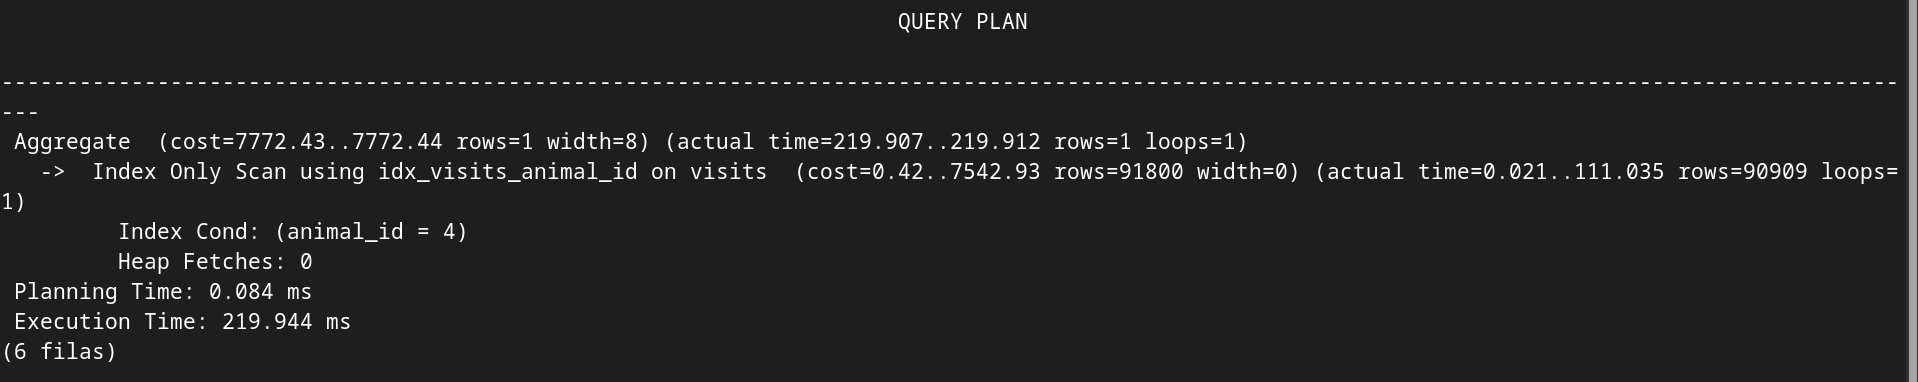 QUERY PLAN
--------------------------------------------------------------------------------------------------------------------------------------------------
---
Aggregate  (cost=7772.43..7772.44 rows=1 width=8) (actual time=219.907..219.912 rows=1 loops=1)
->  Index Only Scan using idx_visits_animal_id on visits  (cost=0.42..7542.93 rows=91800 width=0) (actual time=0.021..111.035 rows=90909 loops=
1)
Index Cond: (animal_id = 4)
Heap Fetches: 0
Planning Time: 0.084 ms
Execution Time: 219.944 ms
(6 filas)